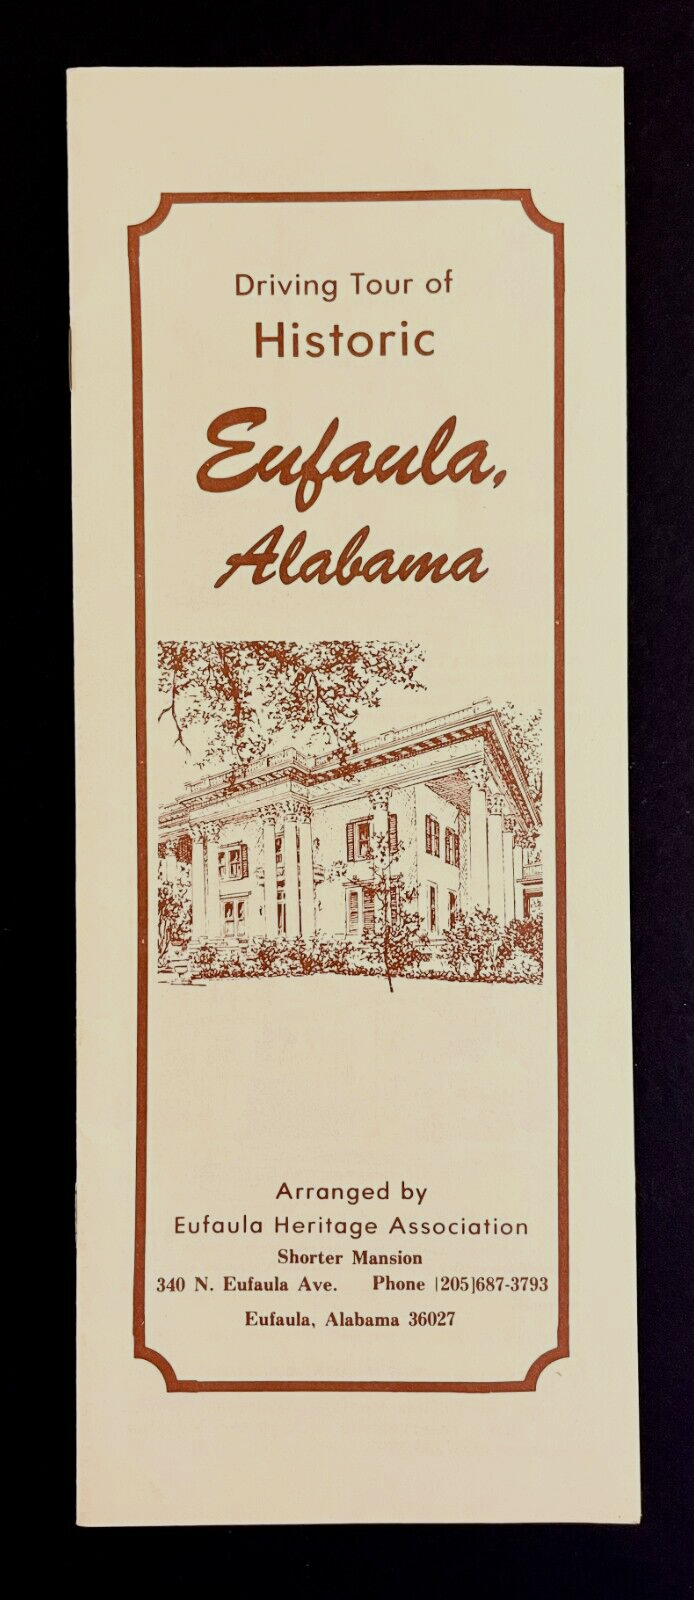 Driving Tour of
Historic
Eufaula,
Alabama
Arranged by
Eufaula Heritage Association
Shorter Mansion
340 N. Eufaula Ave. Phone [205]687-3793
Eufaula, Alabama 36027